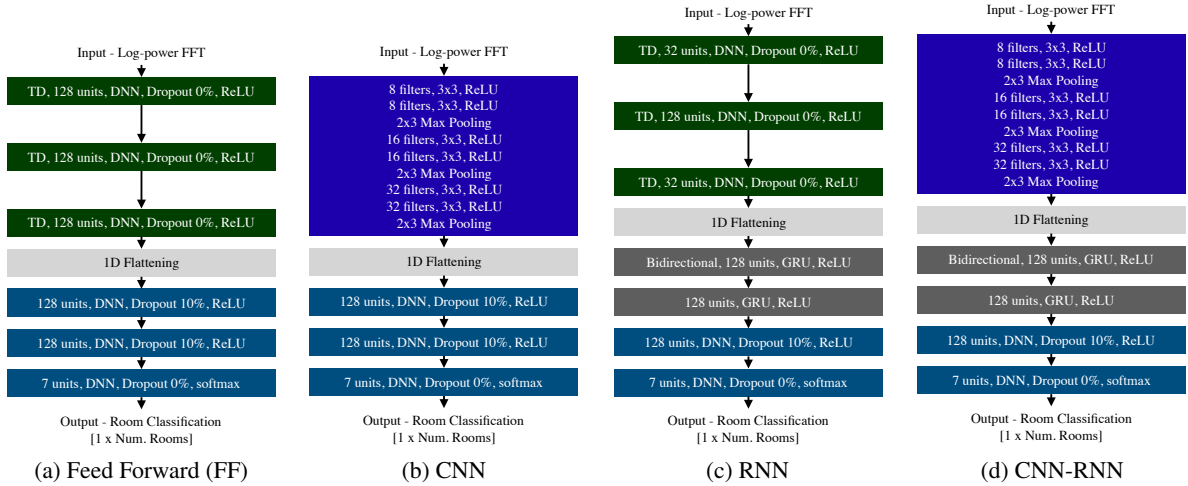 Input - Log-power FFT
TD, 128 units, DNN, Dropout 0%, ReLU
TD, 128 units, DNN, Dropout 0%, ReLU
TD, 128 units, DNN, Dropout 0%, ReLU
1D Flattening
128 units, DNN, Dropout 10%, ReLU
128 units, DNN, Dropout 10%, ReLU
7 units, DNN, Dropout 0%, softmax
Output - Room Classification
[1 x Num. Rooms]
(a) Feed Forward (FF)
Input - Log-power FFT
8 filters, 3x3, ReLU
8 filters, 3x3, ReLU
2x3 Max Pooling
16 filters, 3x3, ReLU
16 filters, 3x3, ReLU
2x3 Max Pooling
32 filters, 3x3, ReLU
32 filters, 3x3, ReLU
2x3 Max Pooling
1D Flattening
128 units, DNN, Dropout 10%, ReLU
128 units, DNN, Dropout 10%, ReLU
7 units, DNN, Dropout 0%, softmax
Output - Room Classification
[1 x Num. Rooms]
(b) CNN
Input - Log-power FFT
TD, 32 units, DNN, Dropout 0%, ReLU
TD, 128 units, DNN, Dropout 0%, ReLU
TD, 32 units, DNN, Dropout 0%, ReLU
1D Flattening
Bidirectional, 128 units, GRU, ReLU
128 units, GRU, ReLU
128 units, DNN, Dropout 10%, ReLU
7 units, DNN, Dropout 0%, softmax
Output - Room Classification
[1 x Num. Rooms]
(c) RNN
Input - Log-power FFT
8 filters, 3x3, ReLU
8 filters, 3x3, ReLU
2x3 Max Pooling
16 filters, 3x3, ReLU
16 filters, 3x3, ReLU
2x3 Max Pooling
32 filters, 3x3, ReLU
32 filters, 3x3, ReLU
2x3 Max Pooling
1D Flattening
Bidirectional, 128 units, GRU, ReLU
128 units, GRU, ReLU
128 units, DNN, Dropout 10%, ReLU
7 units, DNN, Dropout 0%, softmax
Output - Room Classification
[1 x Num. Rooms]
(d) CNN-RNN